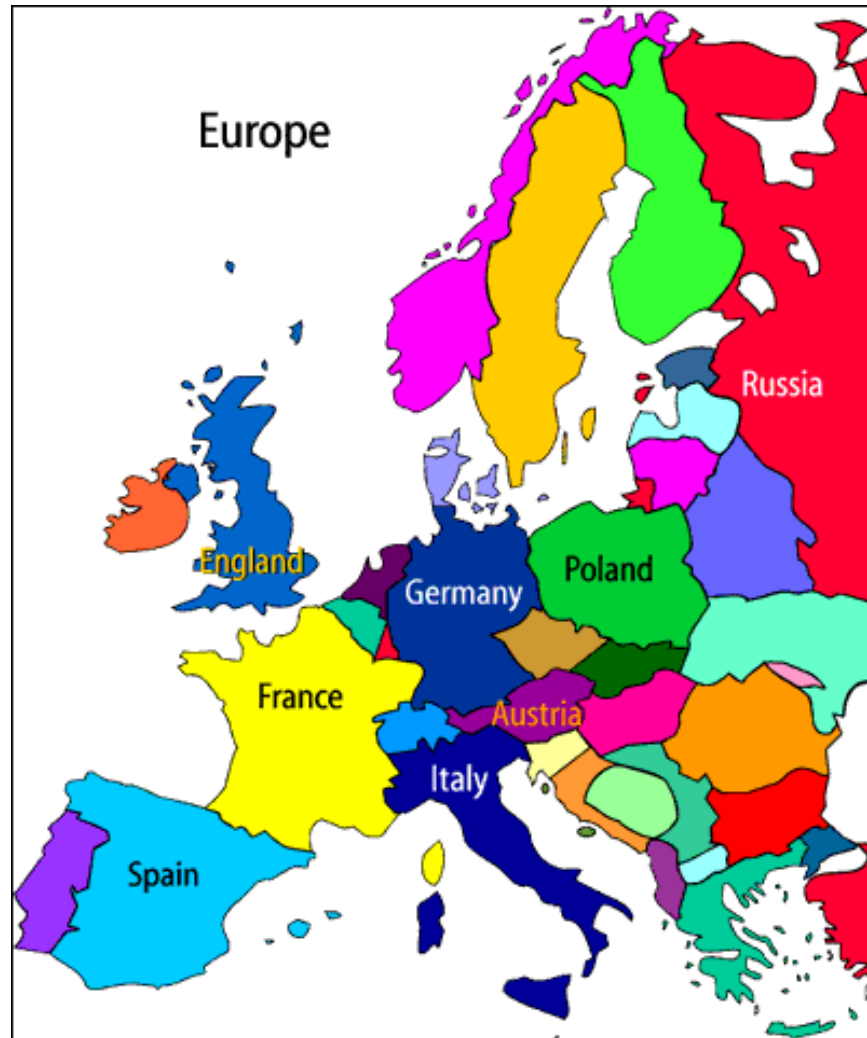 Europe
Russia
England
Germany
Poland
France
Austria
Italy
Spain